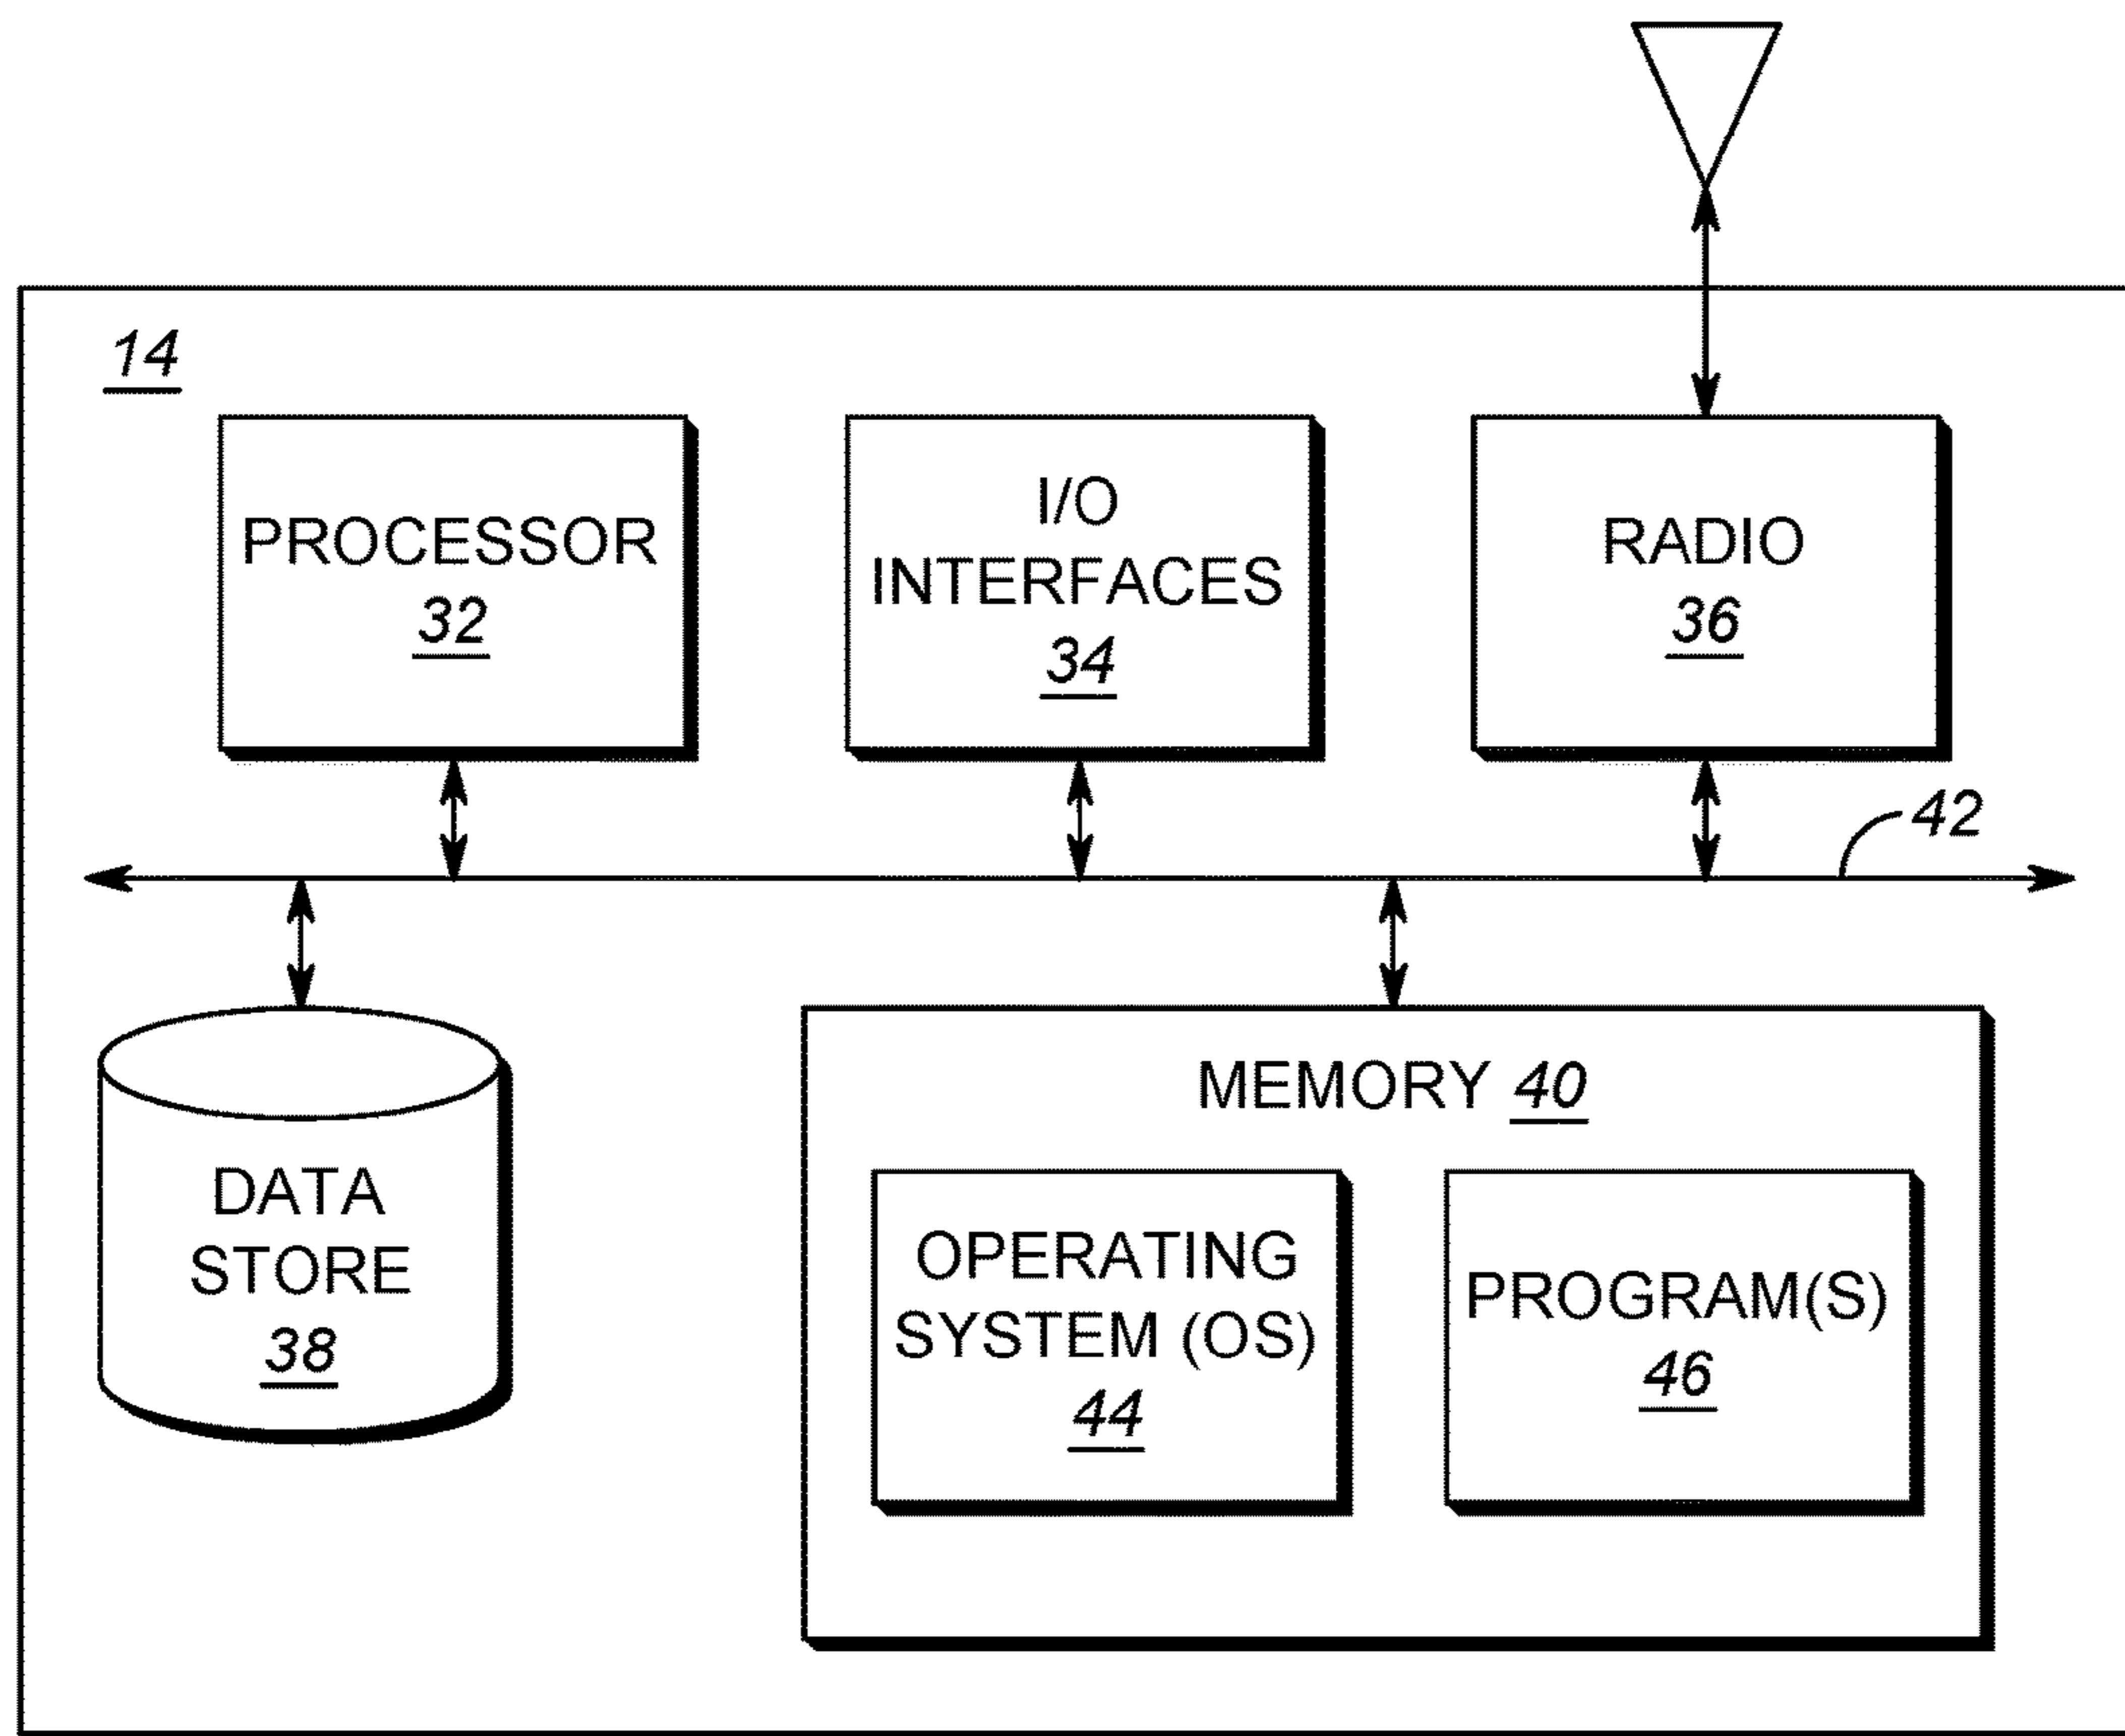 14
PROCESSOR
32
I/O
INTERFACES
34
RADIO
36
42
DATA
STORE
38
MEMORY 40
OPERATING
SYSTEM (OS)
44
PROGRAM(S)
46